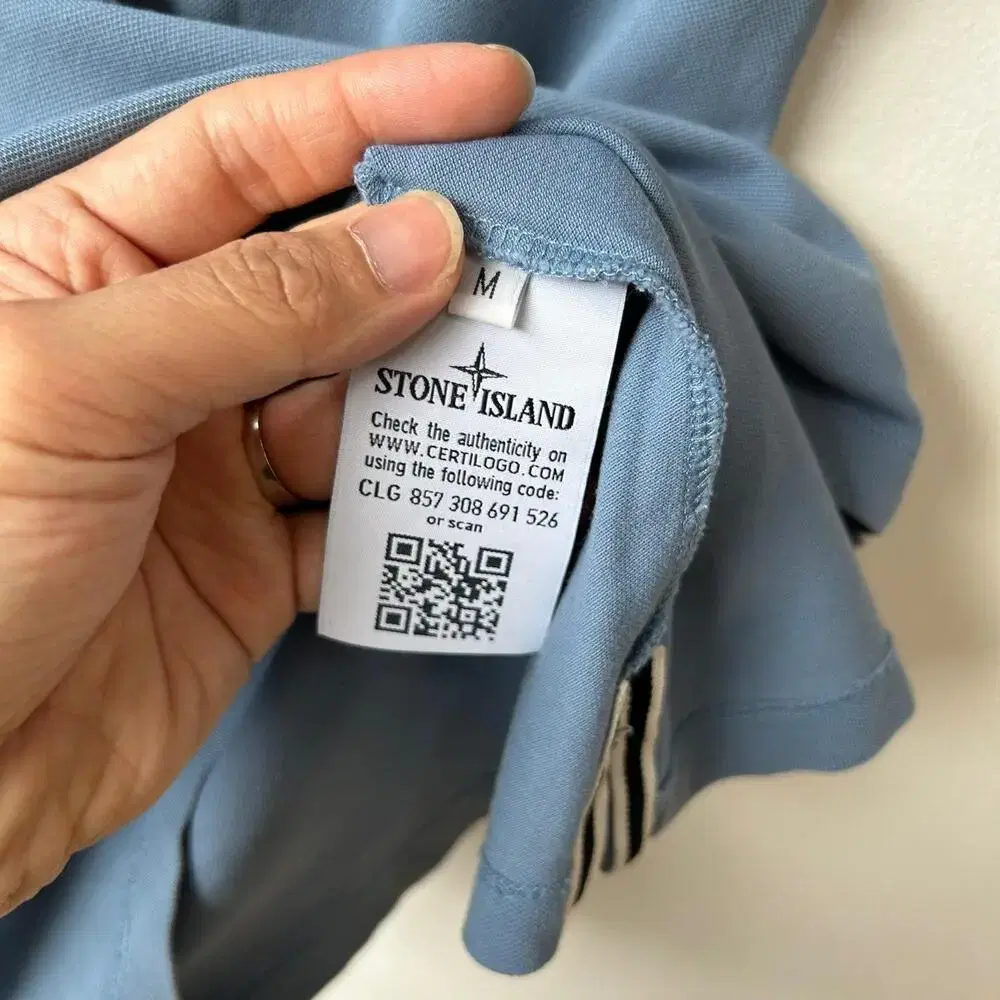 M
STONE ISLAND
Check the authenticity on
WWW.CERTILOGO.COM
using the following code:
CLG 857 308 691 526
or scan